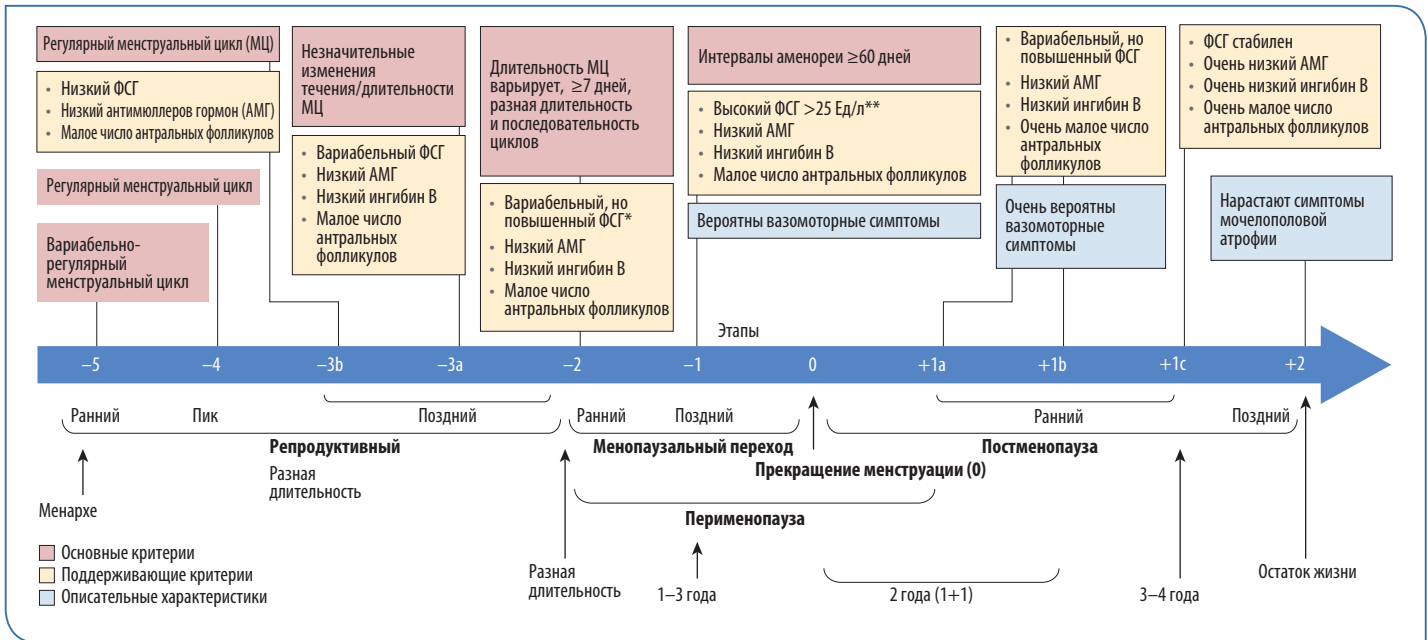 Регулярный менструальный цикл (МЦ)
• Низкий ФСГ
• Низкий антимюллеров гормон (АМГ)
• Малое число антральных фолликулов
Регулярный менструальный цикл
Вариабельно-
регулярный
менструальный цикл
Незначительные
изменения
течения/длительности
МЦ
• Вариабельный ФСГ
• Низкий АМГ
• Низкий ингибин В
• Малое число
антральных
фолликулов
Длительность МЦ
варьирует, ≥7 дней,
разная длительность
и последовательность
циклов
• Вариабельный, но
повышенный ФСГ*
• Низкий АМГ
• Низкий ингибин В
• Малое число
антральных фолликулов
Интервалы аменореи ≥60 дней
• Высокий ФСГ >25 Ед/л**
• Низкий АМГ
• Низкий ингибин В
• Малое число антральных фолликулов
Вероятны вазомоторные симптомы
• Вариабельный, но
повышенный ФСГ
• Низкий АМГ
• Низкий ингибин В
• Очень малое число
антральных
фолликулов
Очень вероятны
вазомоторные
симптомы
• ФСГ стабилен
• Очень низкий АМГ
• Очень низкий ингибин В
• Очень малое число
антральных фолликулов
Нарастают симптомы
мочелоповой
атрофии
Этапы
–5 –4 –3b –3a –2 –1 0 +1a +1b +1c +2
Ранний Пик Поздний Ранний Поздний Ранний Поздний
Репродуктивный Менопаузальный переход Постменопауза
Прекращение менструации (0)
Разная
длительность
Менархе
Перименопауза
Основные критерии
Поддерживающие критерии
Описательные характеристики
Разная
длительность
1–3 года
2 года (1+1)
3–4 года
Остаток жизни